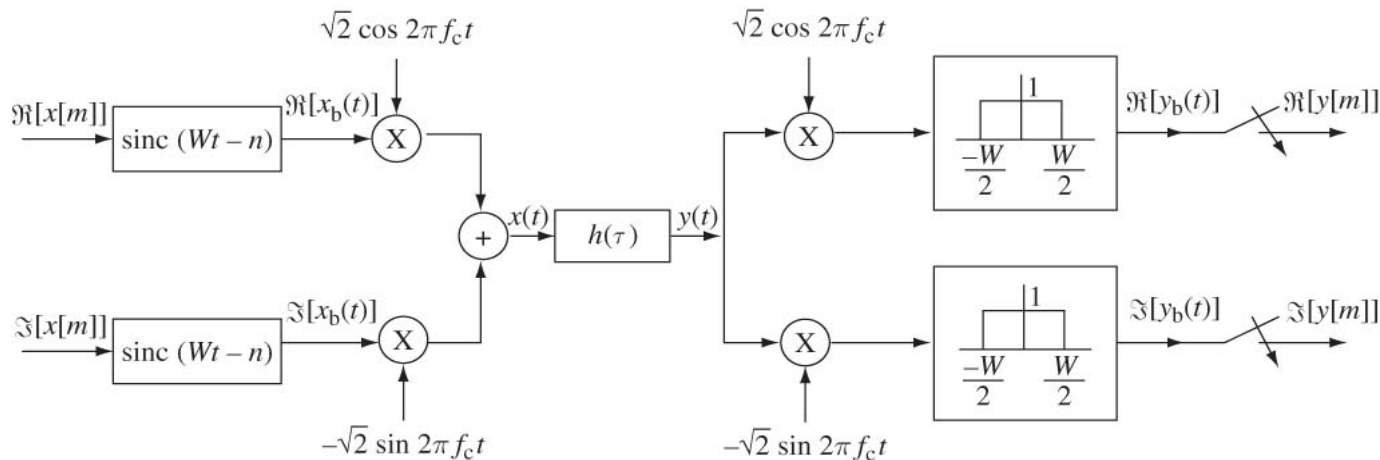 √2 cos 2πf_c t
√2 cos 2πf_c t
ℜ[x[m]]
sinc (Wt – n)
ℜ[x_b(t)]
X
X
1
–W/2
W/2
ℜ[y_b(t)]
ℜ[y[m]]
+
x(t)
h(τ)
y(t)
ℑ[x[m]]
sinc (Wt – n)
ℑ[x_b(t)]
X
X
1
–W/2
W/2
ℑ[y_b(t)]
ℑ[y[m]]
–√2 sin 2πf_c t
–√2 sin 2πf_c t